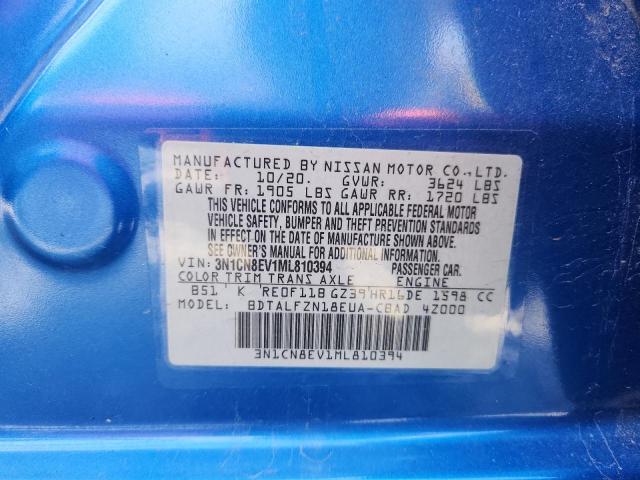 MANUFACTURED BY NISSAN MOTOR CO., LTD.
DATE: 10/20. GVWR: 3624 LBS
GAWR FR: 1905 LBS GAWR RR: 1720 LBS
THIS VEHICLE CONFORMS TO ALL APPLICABLE FEDERAL MOTOR
VEHICLE SAFETY, BUMPER AND THEFT PREVENTION STANDARDS
IN EFFECT ON THE DATE OF MANUFACTURE SHOWN ABOVE.
SEE OWNER'S MANUAL FOR ADDITIONAL INFORMATION.
VIN: 3N1CN8EV1ML810394 PASSENGER CAR.
COLOR TRIM TRANS AXLE ENGINE
B51 K RE0F11B GZ39 HR16DE 1598 CC
MODEL: BDTALFZN18EUA-CBAD 4Z000
3N1CN8EV1ML810394